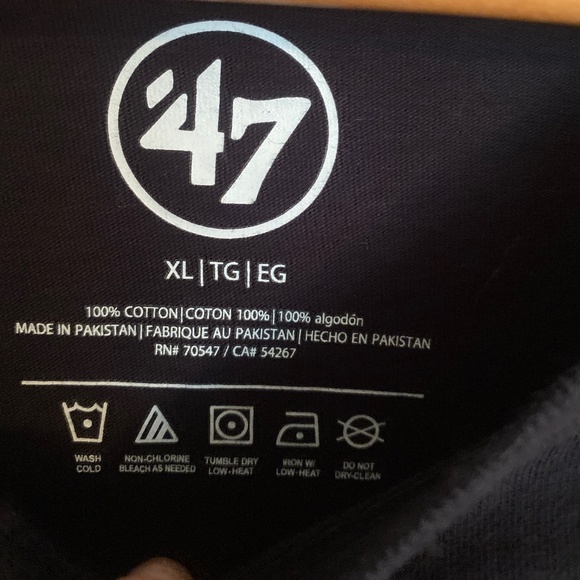 '47
XL|TG|EG
100% COTTON|COTON 100%|100% algodón
MADE IN PAKISTAN|FABRIQUE AU PAKISTAN|HECHO EN PAKISTAN
RN# 70547 / CA# 54267
WASH COLD
NON-CHLORINE BLEACH AS NEEDED
TUMBLE DRY LOW-HEAT
IRON W/ LOW-HEAT
DO NOT DRY-CLEAN